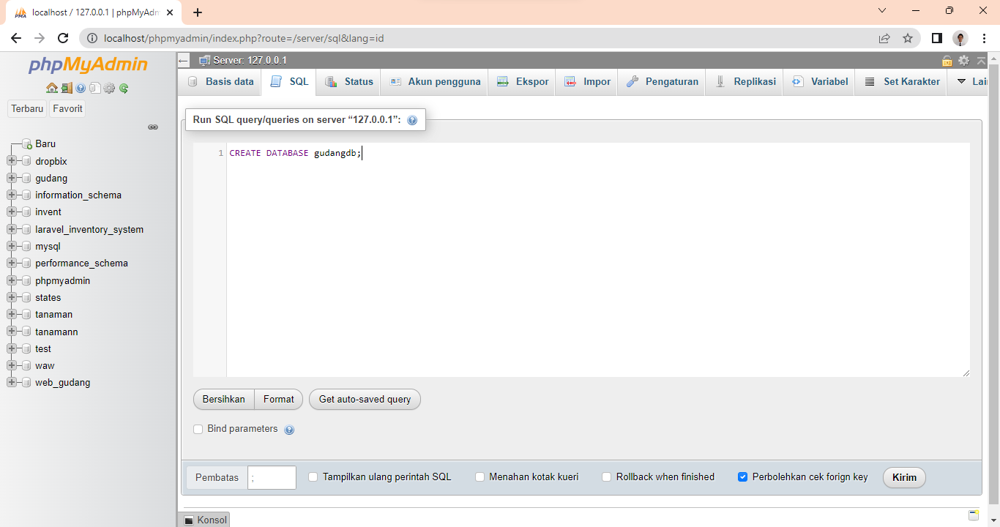 localhost / 127.0.0.1 | phpMyAdm
localhost/phpmyadmin/index.php?route=/server/sql&lang=id
phpMyAdmin
Terbaru
Favorit
Baru
dropbix
gudang
information_schema
invent
laravel_inventory_system
mysql
performance_schema
phpmyadmin
states
tanaman
tanamann
test
waw
web_gudang
Server: 127.0.0.1
Basis data
SQL
Status
Akun pengguna
Ekspor
Impor
Pengaturan
Replikasi
Variabel
Set Karakter
Lai
Run SQL query/queries on server “127.0.0.1”:
1 CREATE DATABASE gudangdb;
Bersihkan
Format
Get auto-saved query
Bind parameters
Pembatas ;
Tampilkan ulang perintah SQL
Menahan kotak kueri
Rollback when finished
Perbolehkan cek forign key
Kirim
Konsol